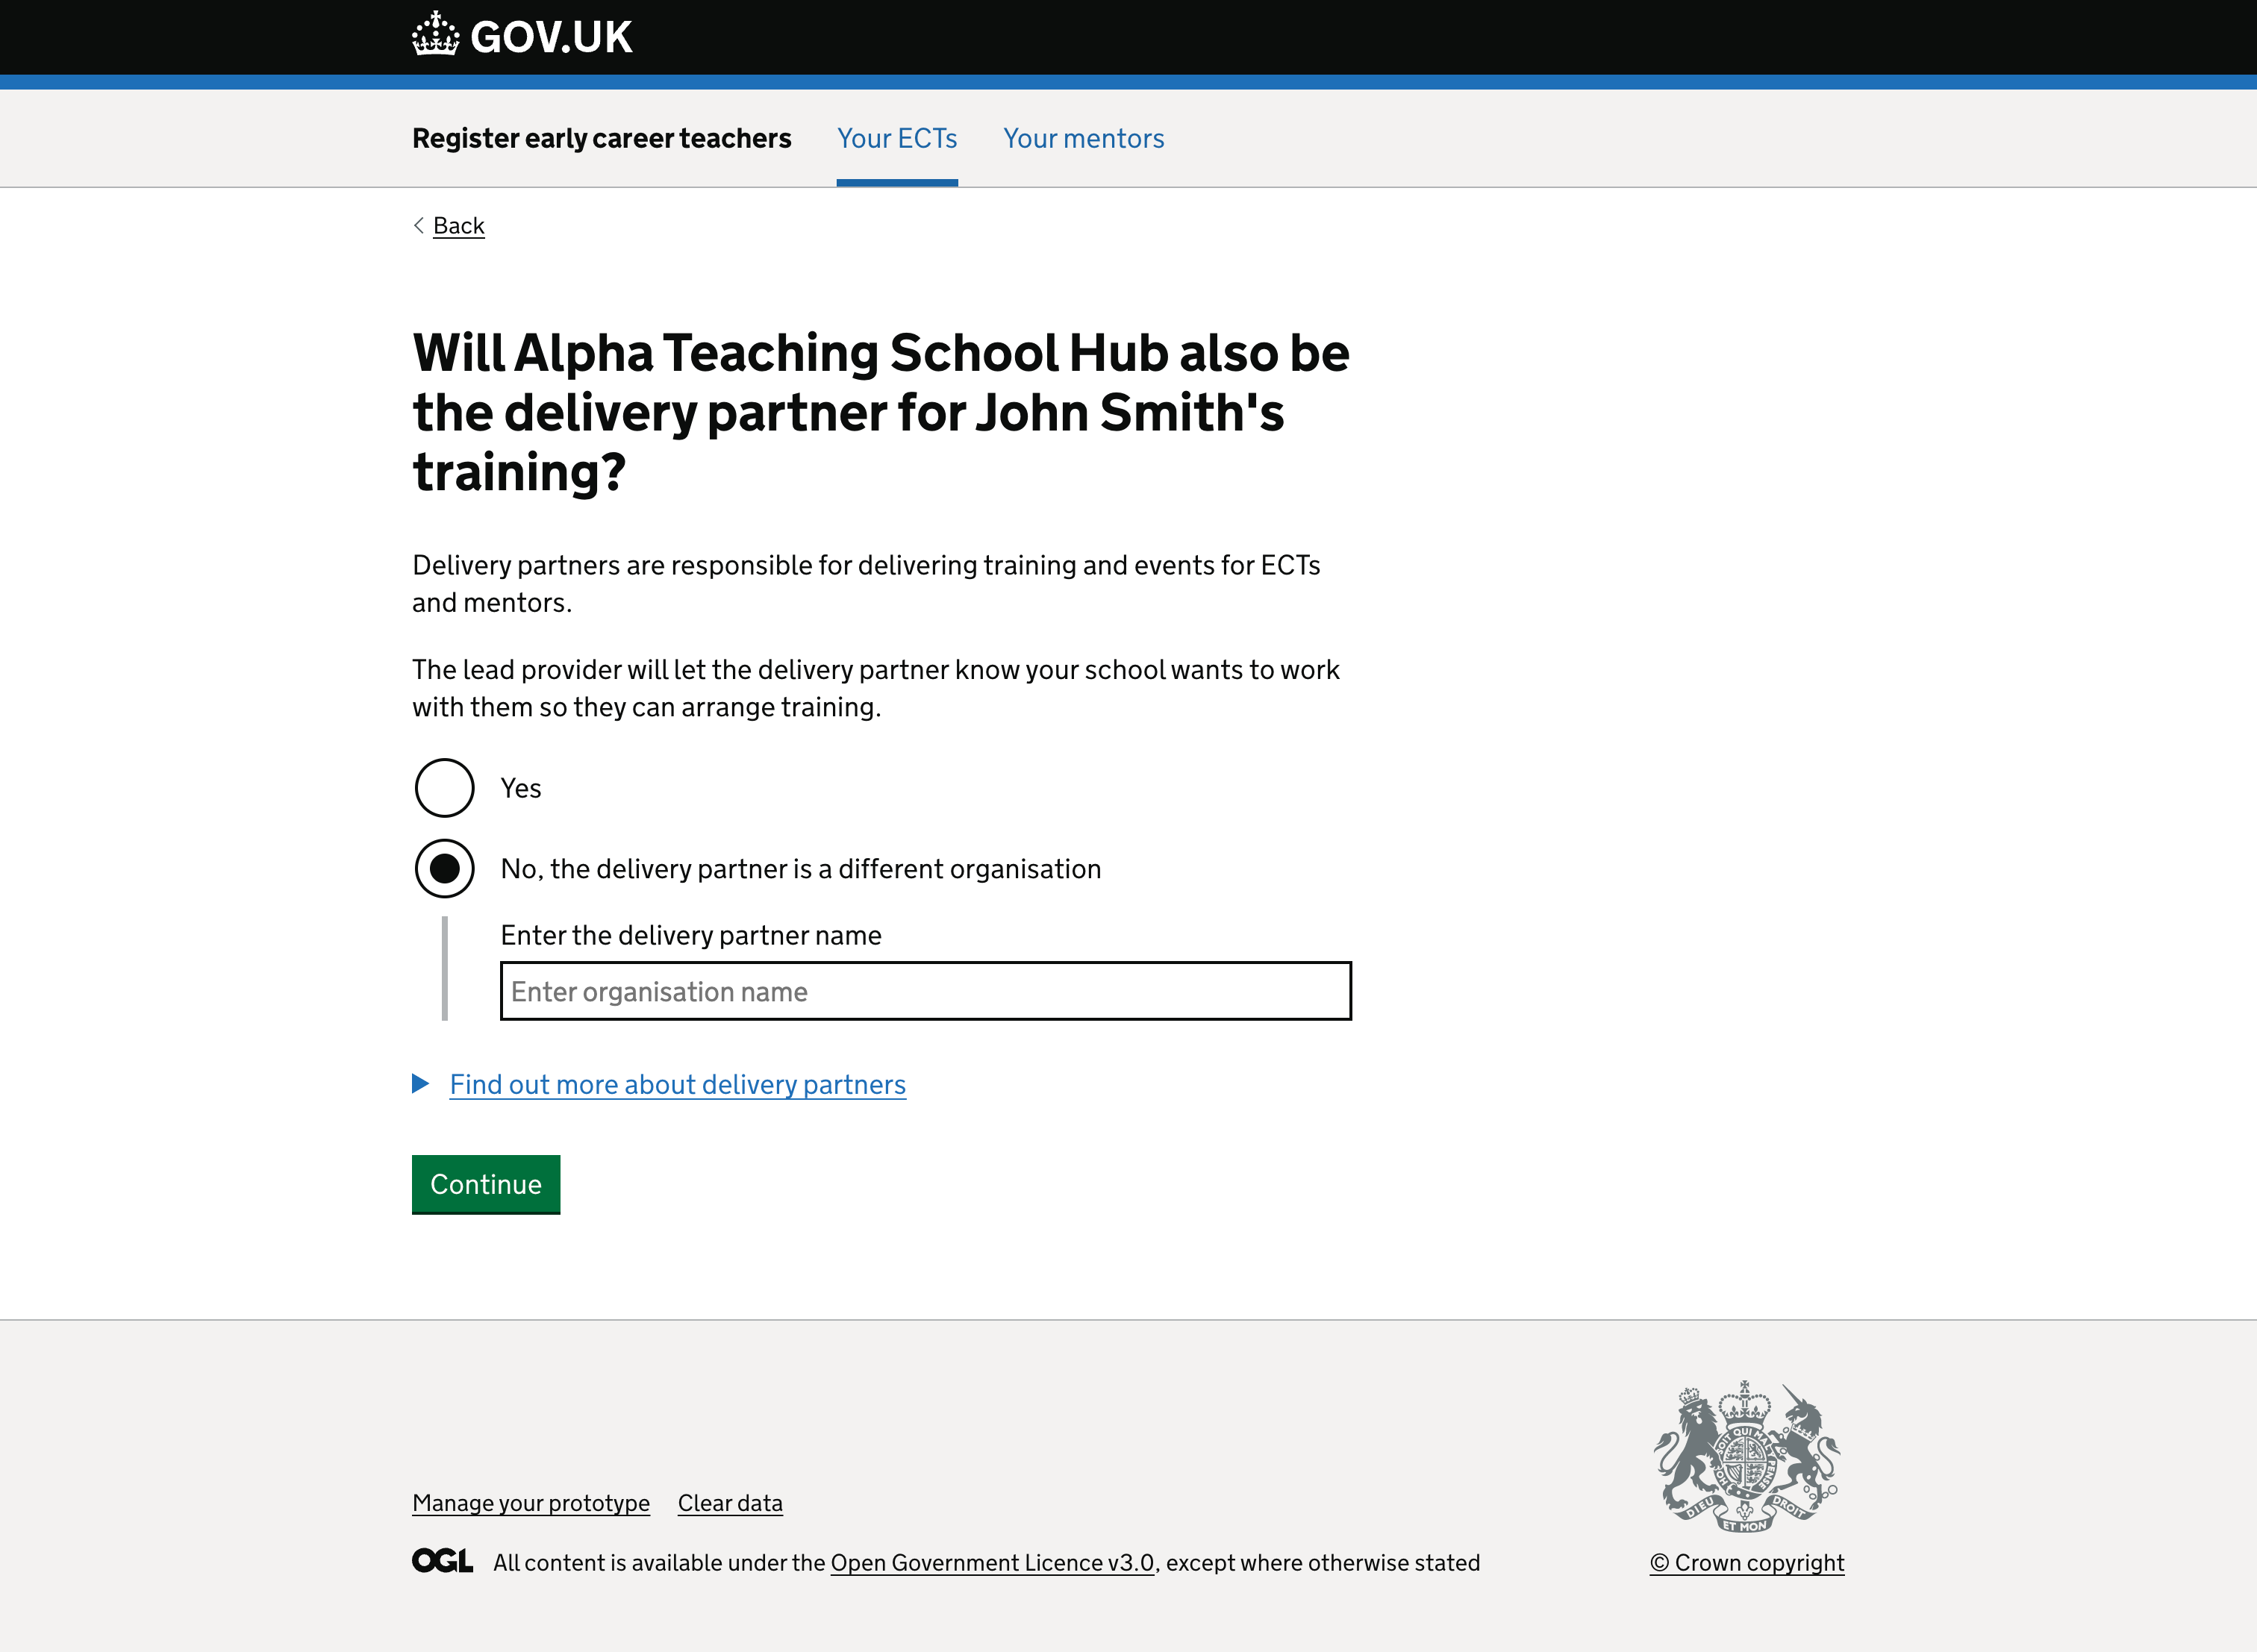 GOV.UK
Register early career teachers
Your ECTs
Your mentors
Back
Will Alpha Teaching School Hub also be
the delivery partner for John Smith's
training?
Delivery partners are responsible for delivering training and events for ECTs
and mentors.
The lead provider will let the delivery partner know your school wants to work
with them so they can arrange training.
Yes
No, the delivery partner is a different organisation
Enter the delivery partner name
Enter organisation name
Find out more about delivery partners
Continue
DIEU ET MON DROIT
Manage your prototype
Clear data
OGL
All content is available under the Open Government Licence v3.0, except where otherwise stated
© Crown copyright